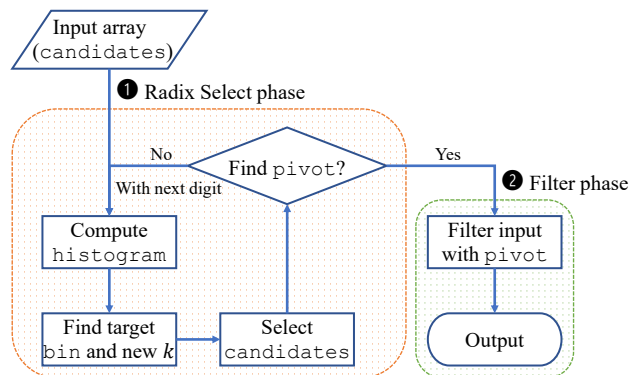 Input array
(candidates)
❶ Radix Select phase
No
Find pivot?
Yes
With next digit
❷ Filter phase
Compute
histogram
Filter input
with pivot
Find target
bin and new k
Select
candidates
Output